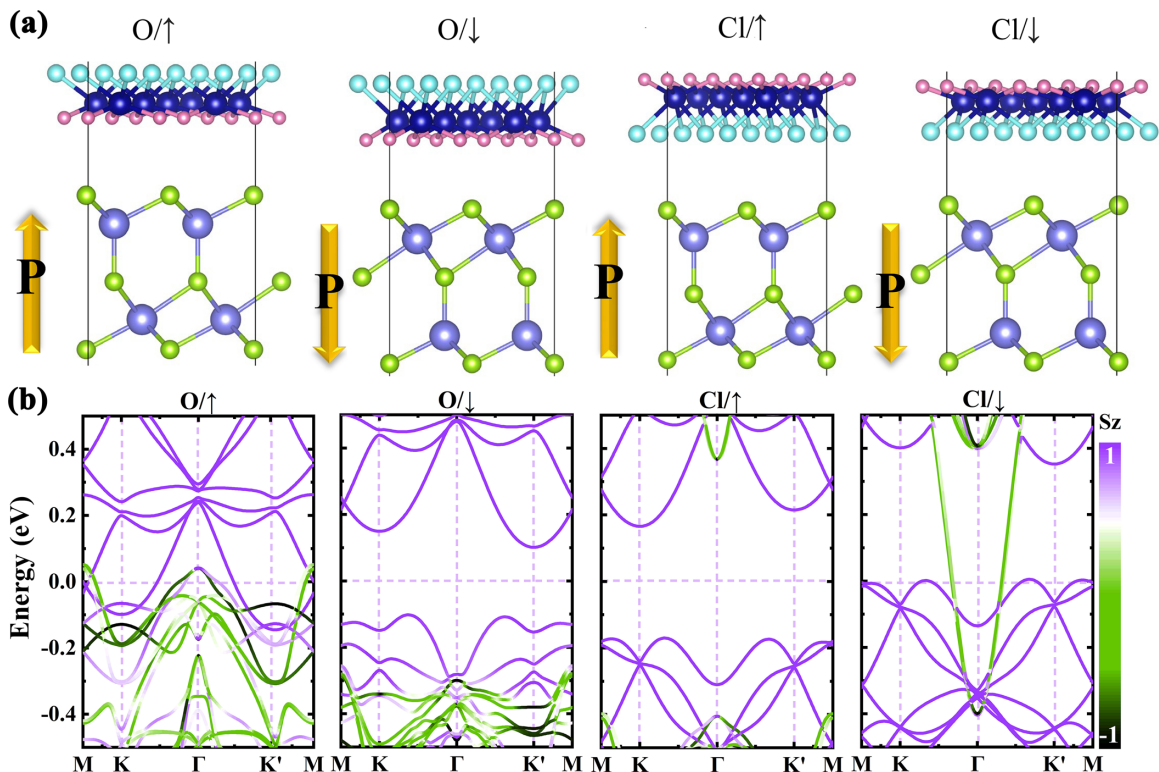 (a)
O/↑ O/↓ Cl/↑ Cl/↓
P P P P
(b)
O/↑ O/↓ Cl/↑ Cl/↓
Sz
1
-1
Energy (eV)
0.4
0.2
0.0
-0.2
-0.4
M K Γ K' M M K Γ K' M M K Γ K' M M K Γ K' M